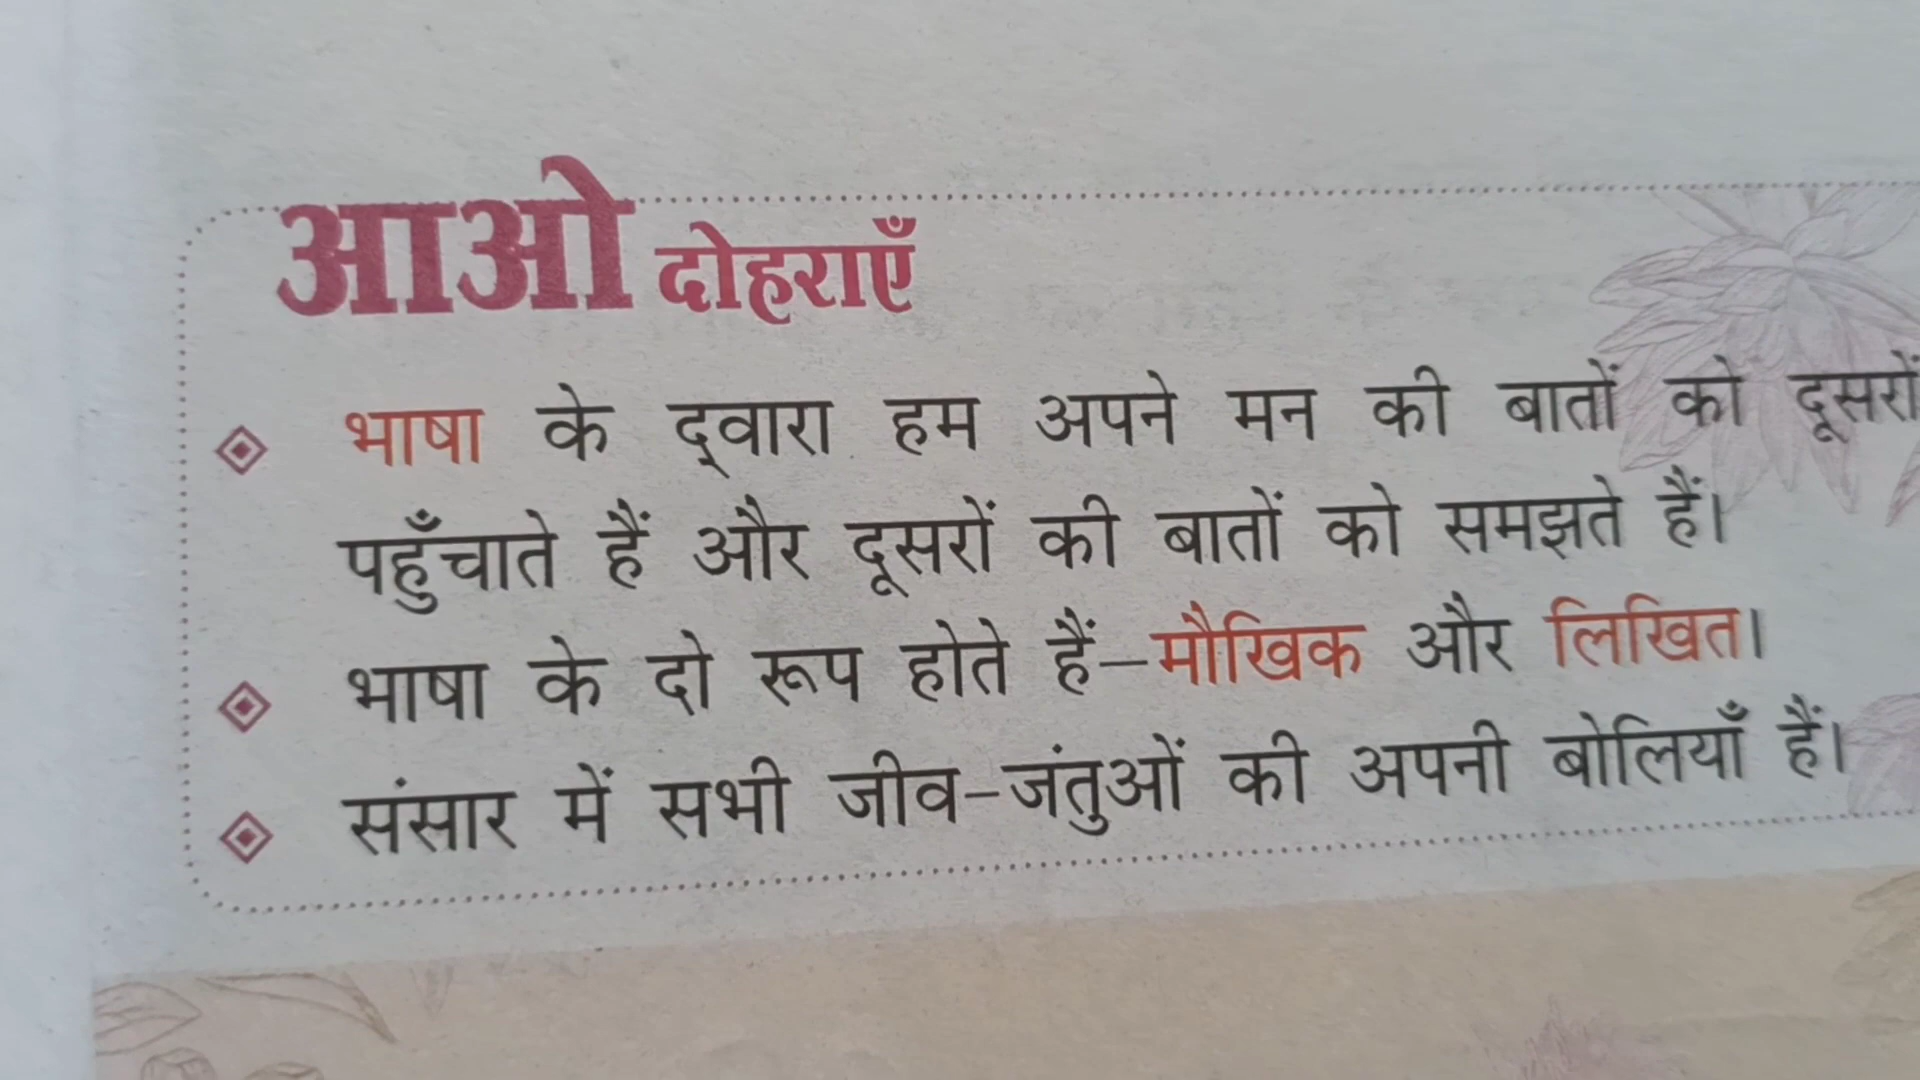 आओ दोहराएँ
भाषा के द्‌वारा हम अपने मन की बातों को दूसरों
पहुँचाते हैं और दूसरों की बातों को समझते हैं।
भाषा के दो रूप होते हैं–मौखिक और लिखित।
संसार में सभी जीव-जंतुओं की अपनी बोलियाँ हैं।